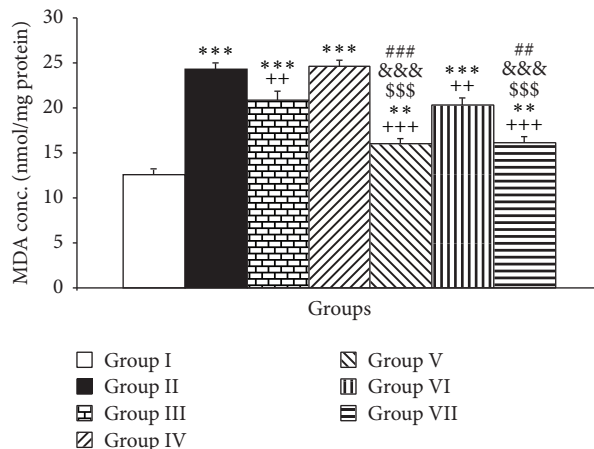 MDA conc. (nmol/mg protein)
30
25
20
15
10
5
0
***
***
++
***
###
&&&
$$$
**
+++
***
++
##
&&&
$$$
**
+++
Groups
Group I
Group II
Group III
Group IV
Group V
Group VI
Group VII